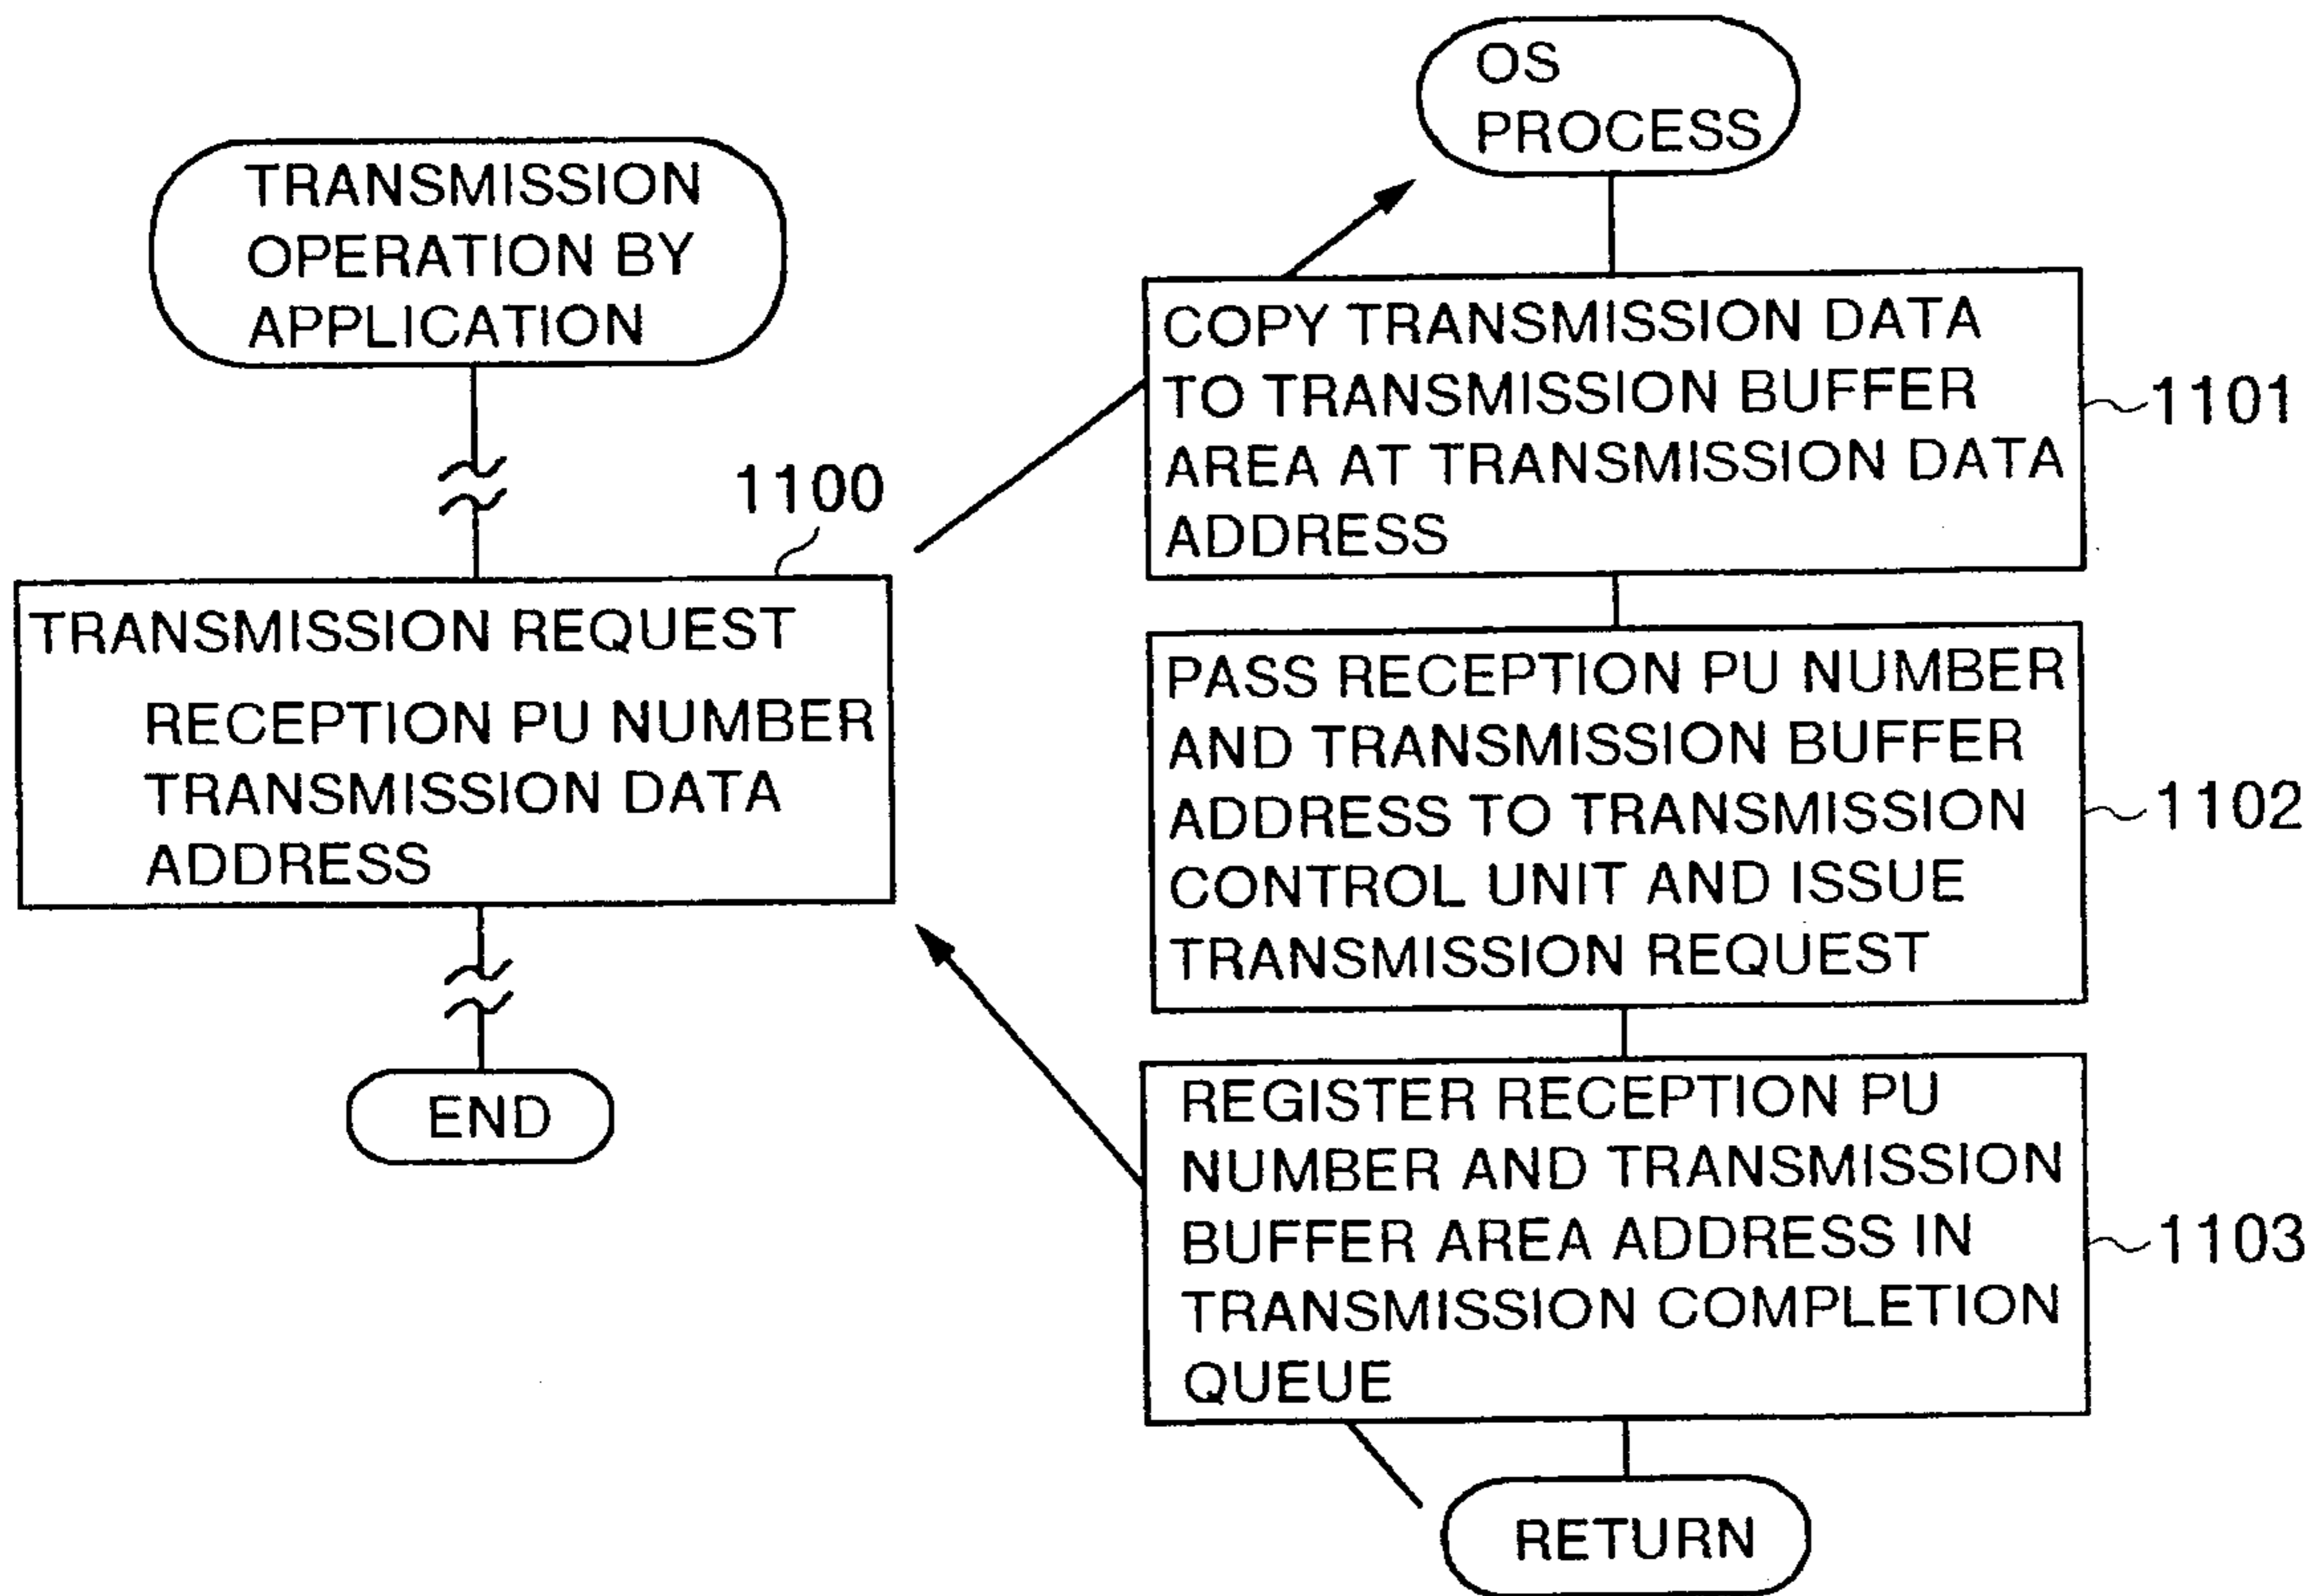 TRANSMISSION
OPERATION BY
APPLICATION
1100
TRANSMISSION REQUEST
RECEPTION PU NUMBER
TRANSMISSION DATA
ADDRESS
END
OS
PROCESS
COPY TRANSMISSION DATA
TO TRANSMISSION BUFFER
AREA AT TRANSMISSION DATA
ADDRESS
1101
PASS RECEPTION PU NUMBER
AND TRANSMISSION BUFFER
ADDRESS TO TRANSMISSION
CONTROL UNIT AND ISSUE
TRANSMISSION REQUEST
1102
REGISTER RECEPTION PU
NUMBER AND TRANSMISSION
BUFFER AREA ADDRESS IN
TRANSMISSION COMPLETION
QUEUE
1103
RETURN